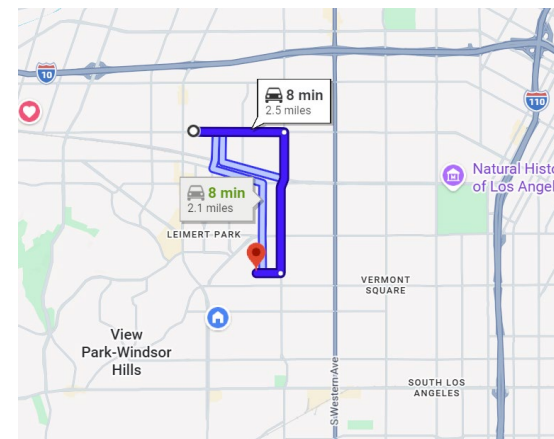 10
8 min
2.5 miles
110
Natural Histo
of Los Angel
8 min
2.1 miles
LEIMERT PARK
VERMONT
SQUARE
View
Park-Windsor
Hills
S Western Ave
SOUTH LOS
ANGELES